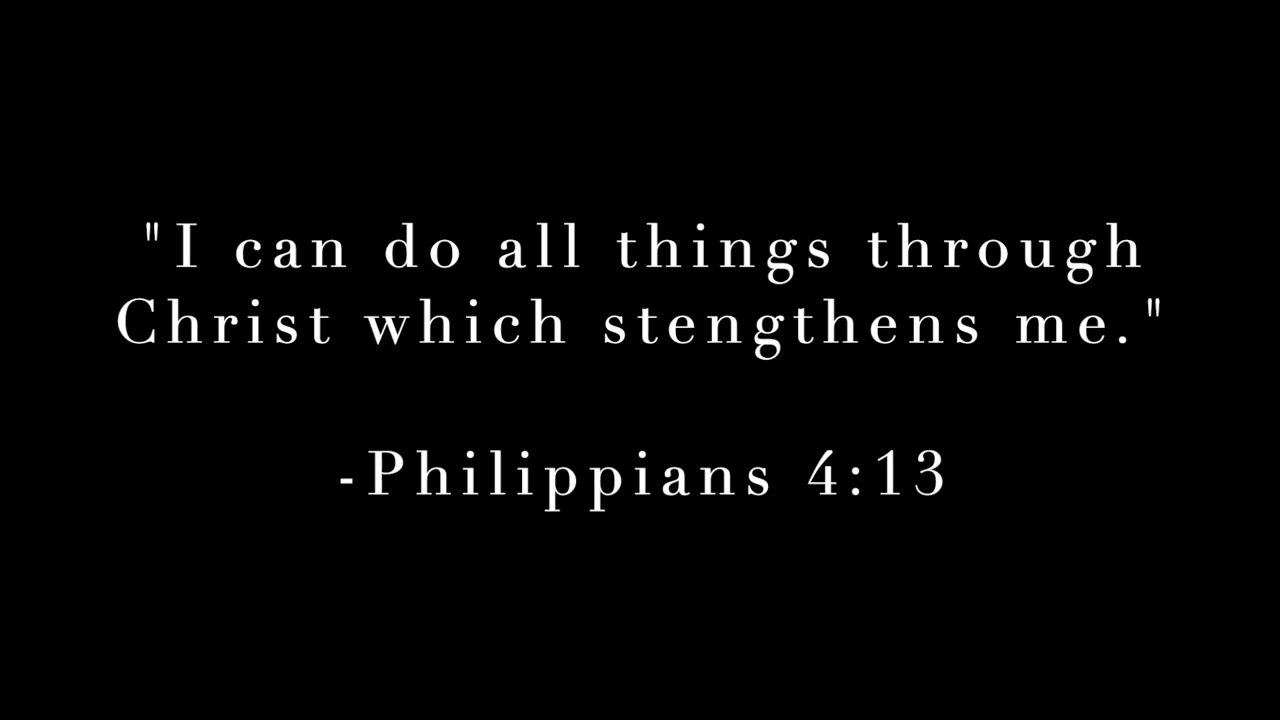 "I can do all things through
Christ which stengthens me."
-Philippians 4:13